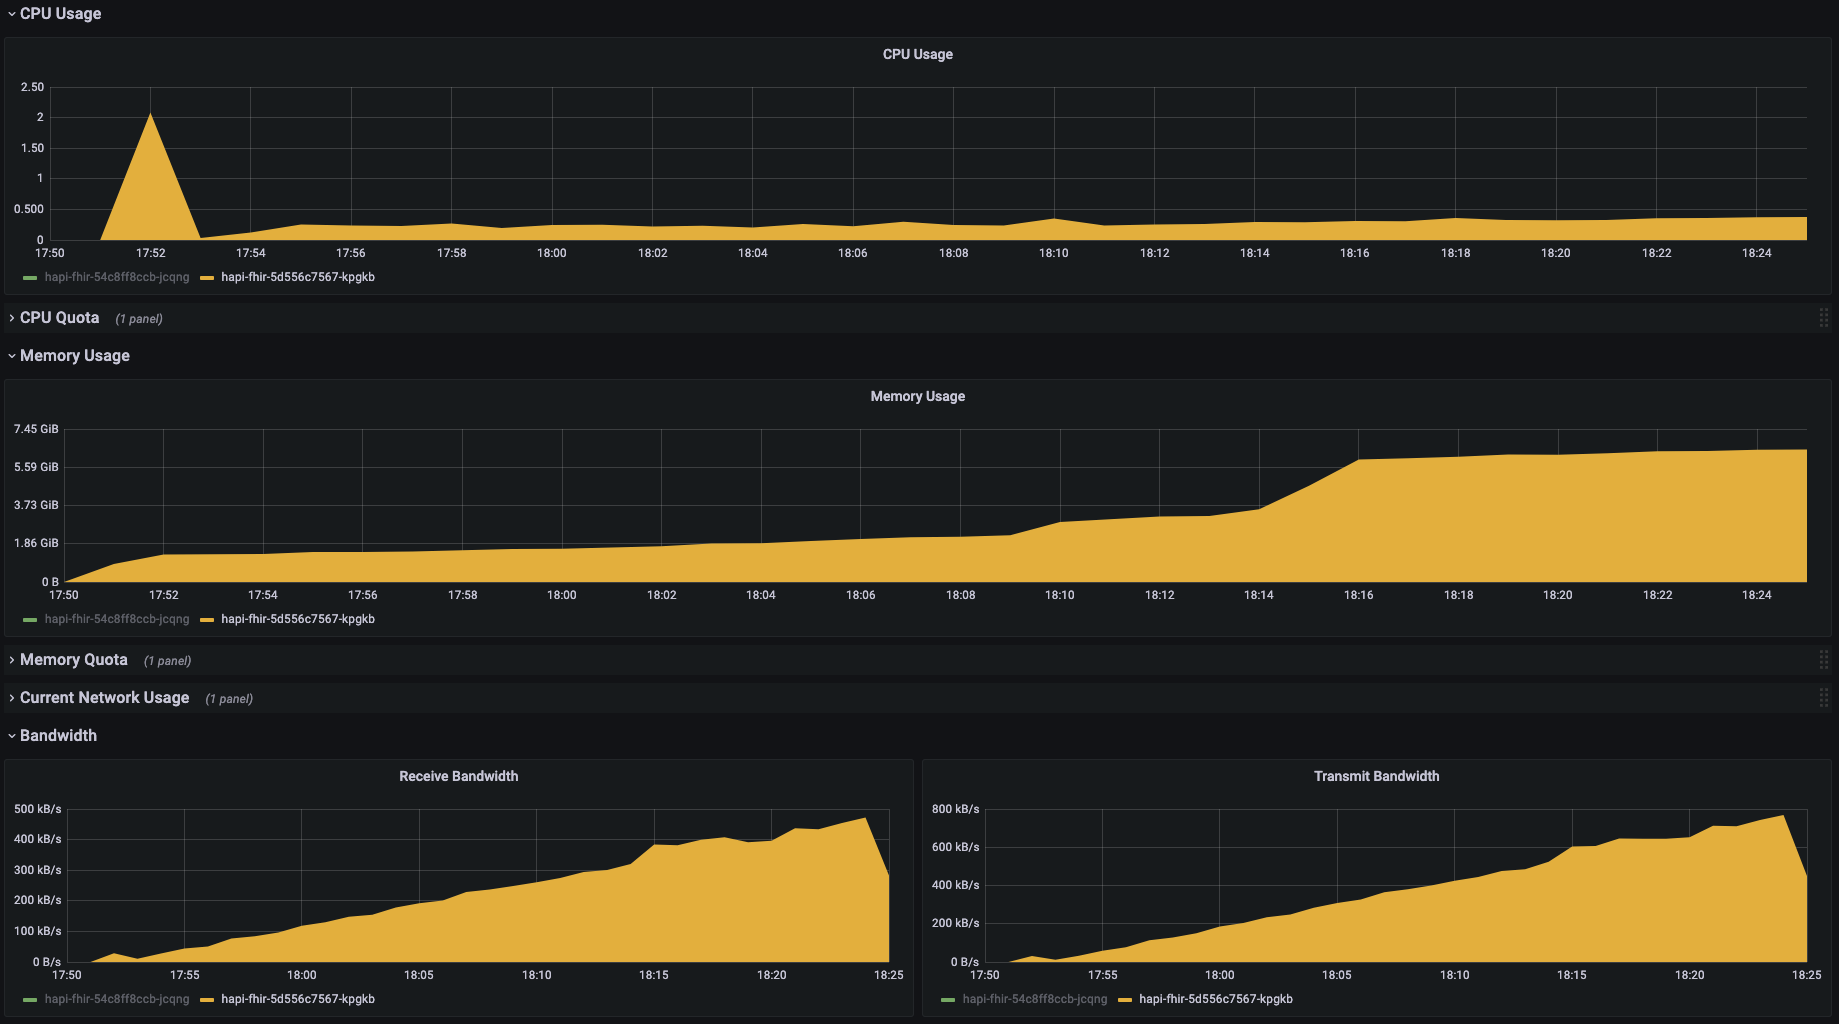 CPU Usage
CPU Usage
2.50
2
1.50
1
0.500
0
17:50 17:52 17:54 17:56 17:58 18:00 18:02 18:04 18:06 18:08 18:10 18:12 18:14 18:16 18:18 18:20 18:22 18:24
hapi-fhir-54c8ff8ccb-jcqng hapi-fhir-5d556c7567-kpgkb
CPU Quota (1 panel)
Memory Usage
Memory Usage
7.45 GiB
5.59 GiB
3.73 GiB
1.86 GiB
0 B
17:50 17:52 17:54 17:56 17:58 18:00 18:02 18:04 18:06 18:08 18:10 18:12 18:14 18:16 18:18 18:20 18:22 18:24
hapi-fhir-54c8ff8ccb-jcqng hapi-fhir-5d556c7567-kpgkb
Memory Quota (1 panel)
Current Network Usage (1 panel)
Bandwidth
Receive Bandwidth
500 kB/s
400 kB/s
300 kB/s
200 kB/s
100 kB/s
0 B/s
17:50 17:55 18:00 18:05 18:10 18:15 18:20 18:25
hapi-fhir-54c8ff8ccb-jcqng hapi-fhir-5d556c7567-kpgkb
Transmit Bandwidth
800 kB/s
600 kB/s
400 kB/s
200 kB/s
0 B/s
17:50 17:55 18:00 18:05 18:10 18:15 18:20 18:25
hapi-fhir-54c8ff8ccb-jcqng hapi-fhir-5d556c7567-kpgkb